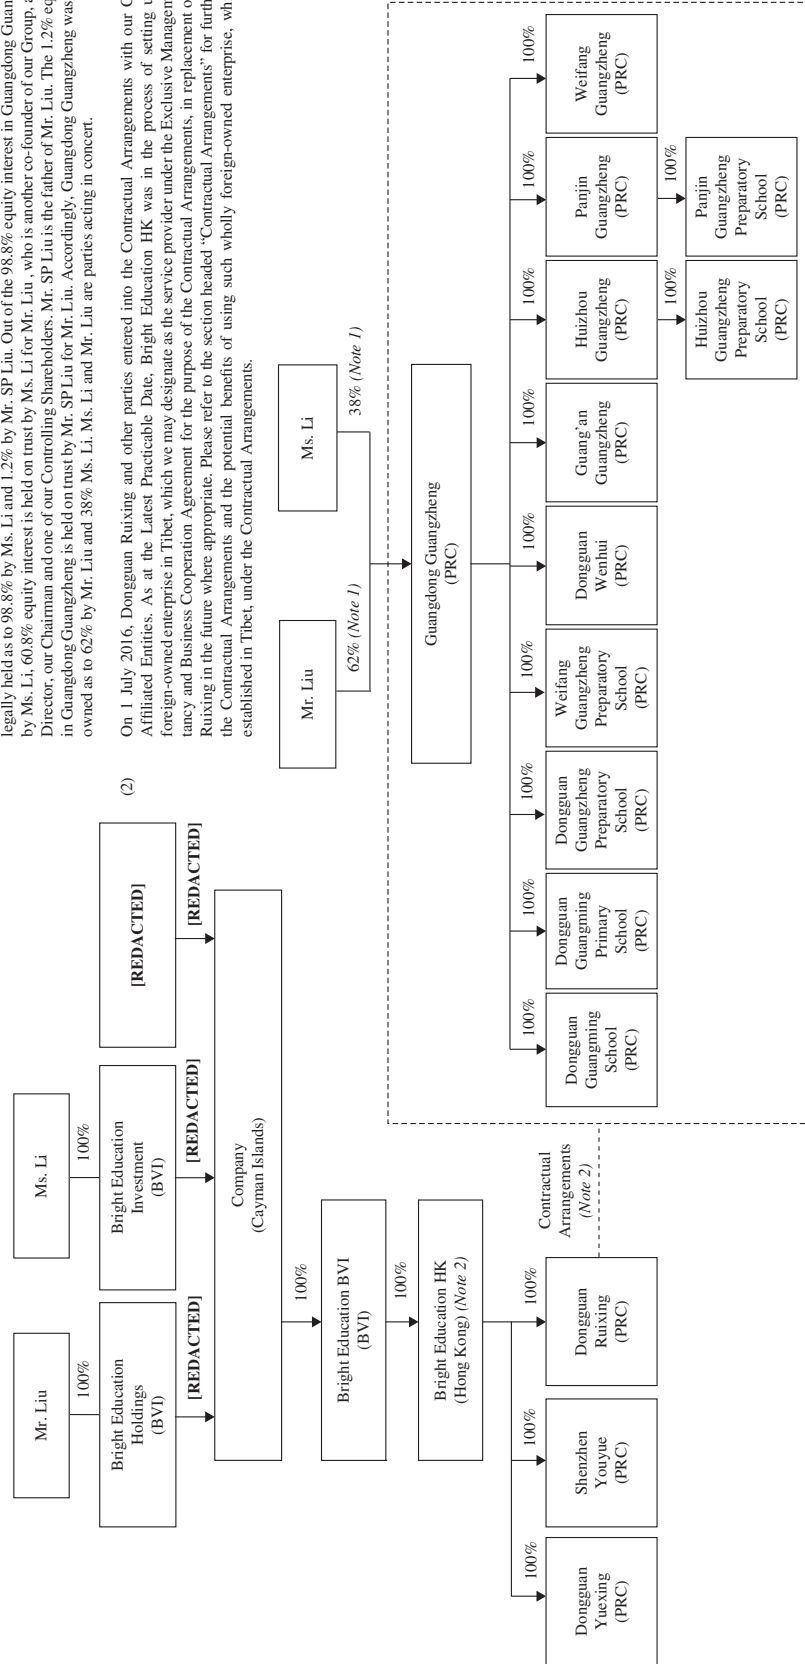 legally held as to 98.8% by Ms. Li and 1.2% by Mr. SP Liu. Out of the 98.8% equity interest in Guangdong
by Ms. Li, 60.8% equity interest is held on trust by Ms. Li for Mr. Liu , who is another co-founder of our Group,
Director, our Chairman and one of our Controlling Shareholders. Mr. SP Liu is the father of Mr. Liu. The 1.2%
in Guangdong Guangzheng is held on trust by Mr. SP Liu for Mr. Liu. Accordingly, Guangdong Guangzheng was
owned as to 62% by Mr. Liu and 38% Ms. Li. Ms. Li and Mr. Liu are parties acting in concert.
(2) On 1 July 2016, Dongguan Ruixing and other parties entered into the Contractual Arrangements with our
Affiliated Entities. As at the Latest Practicable Date, Bright Education HK was in the process of setting
foreign-owned enterprise in Tibet, which we may designate as the service provider under the Exclusive
tancy and Business Cooperation Agreement for the purpose of the Contractual Arrangements, in replacement
Ruixing in the future where appropriate. Please refer to the section headed “Contractual Arrangements” for
the Contractual Arrangements and the potential benefits of using such wholly foreign-owned enterprise,
established in Tibet, under the Contractual Arrangements.
Mr. Liu
Ms. Li
100%
100%
Bright Education
Holdings
(BVI)
Bright Education
Investment
(BVI)
[REDACTED]
[REDACTED]
[REDACTED]
[REDACTED]
Company
(Cayman Islands)
100%
Bright Education BVI
(BVI)
100%
Bright Education HK
(Hong Kong) (Note 2)
100%
100%
100%
Dongguan
Yuexing
(PRC)
Shenzhen
Youyue
(PRC)
Dongguan
Ruixing
(PRC)
Contractual
Arrangements
(Note 2)
Mr. Liu
Ms. Li
62% (Note 1)
38% (Note 1)
Guangdong Guangzheng
(PRC)
100%
100%
100%
100%
100%
100%
100%
100%
100%
Dongguan
Guangming
School
(PRC)
Dongguan
Guangming
Primary
School
(PRC)
Dongguan
Guangzheng
Preparatory
School
(PRC)
Weifang
Guangzheng
Preparatory
School
(PRC)
Dongguan
Wenhui
(PRC)
Guang’an
Guangzheng
(PRC)
Huizhou
Guangzheng
(PRC)
Panjin
Guangzheng
(PRC)
Weifang
Guangzheng
(PRC)
100%
100%
Huizhou
Guangzheng
Preparatory
School
(PRC)
Panjin
Guangzheng
Preparatory
School
(PRC)